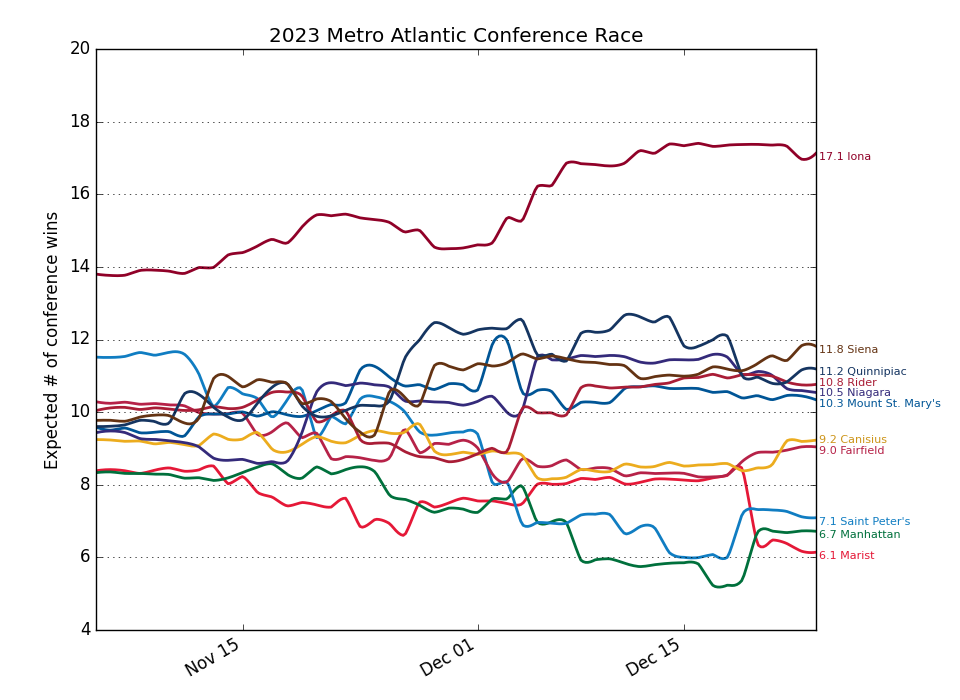 2023 Metro Atlantic Conference Race
Expected # of conference wins
20
18
16
14
12
10
8
6
4
Nov 15
Dec 01
Dec 15
17.1 Iona
11.8 Siena
11.2 Quinnipiac
10.8 Rider
10.5 Niagara
10.3 Mount St. Mary's
9.2 Canisius
9.0 Fairfield
7.1 Saint Peter's
6.7 Manhattan
6.1 Marist